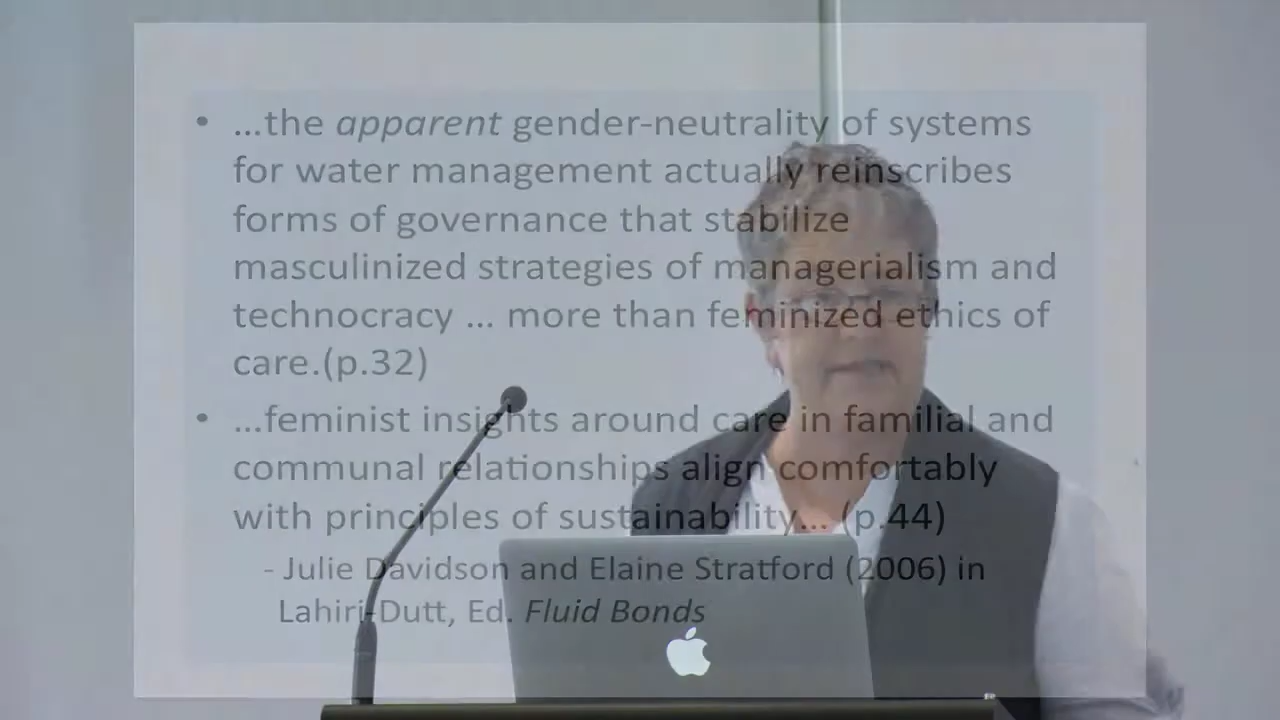 • ...the apparent gender-neutrality of systems
for water management actually reinscribes
forms of governance that stabilize
masculinized strategies of managerialism and
technocracy ... more than feminized ethics of
care.(p.32)
• ...feminist insights around care in familial and
communal relationships align comfortably
with principles of sustainability... (p.44)
- Julie Davidson and Elaine Stratford (2006) in
Lahiri-Dutt, Ed. Fluid Bonds